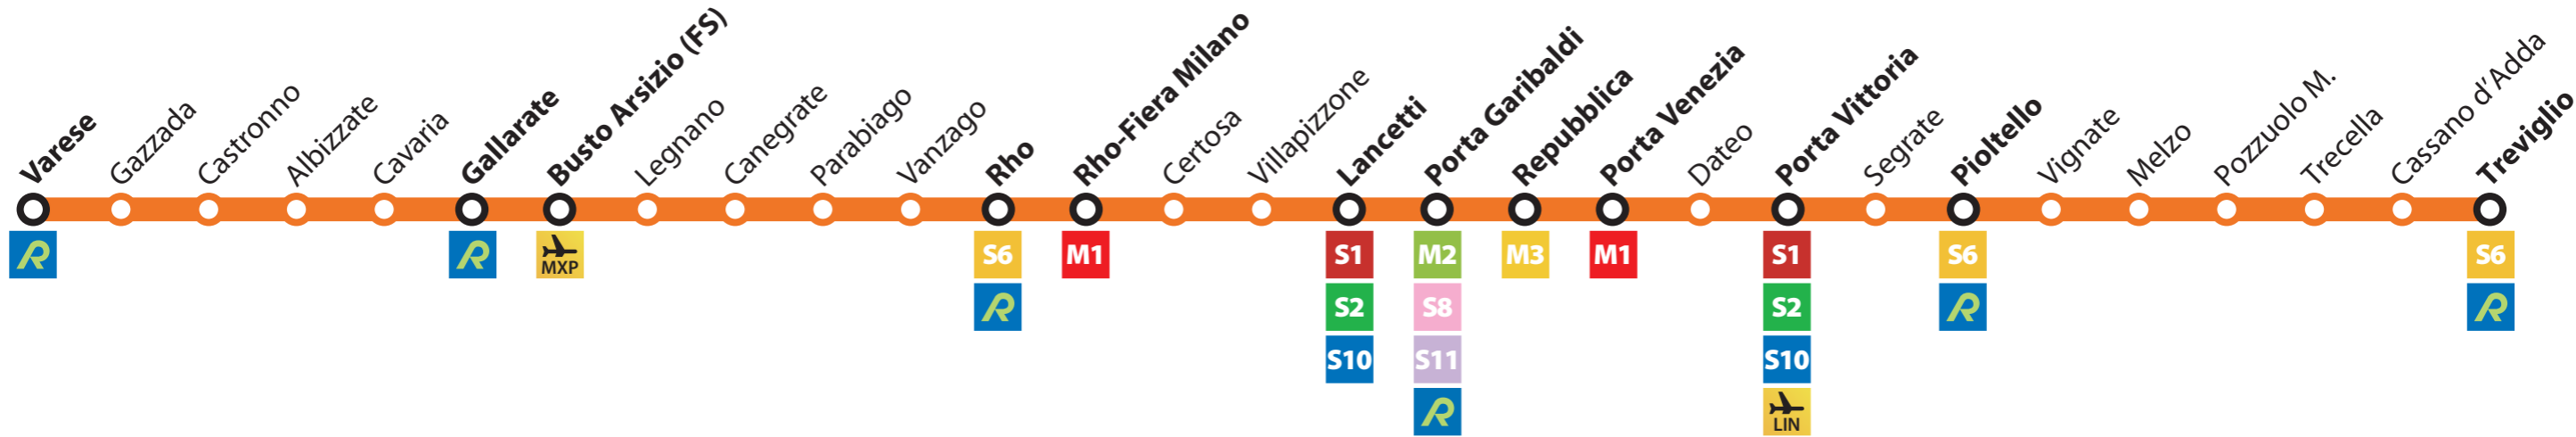 Varese
Gazzada
Castronno
Albizzate
Cavaria
Gallarate
Busto Arsizio (FS)
Legnano
Canegrate
Parabiago
Vanzago
Rho
Rho-Fiera Milano
Certosa
Villapizzone
Lancetti
Porta Garibaldi
Repubblica
Porta Venezia
Dateo
Porta Vittoria
Segrate
Pioltello
Vignate
Melzo
Pozzuolo M.
Trecella
Cassano d'Adda
Treviglio
R
R
MXP
S6
M1
S1
M2
M3
M1
S1
S6
S6
R
S2
S8
S2
R
R
S10
S11
S10
R
LIN